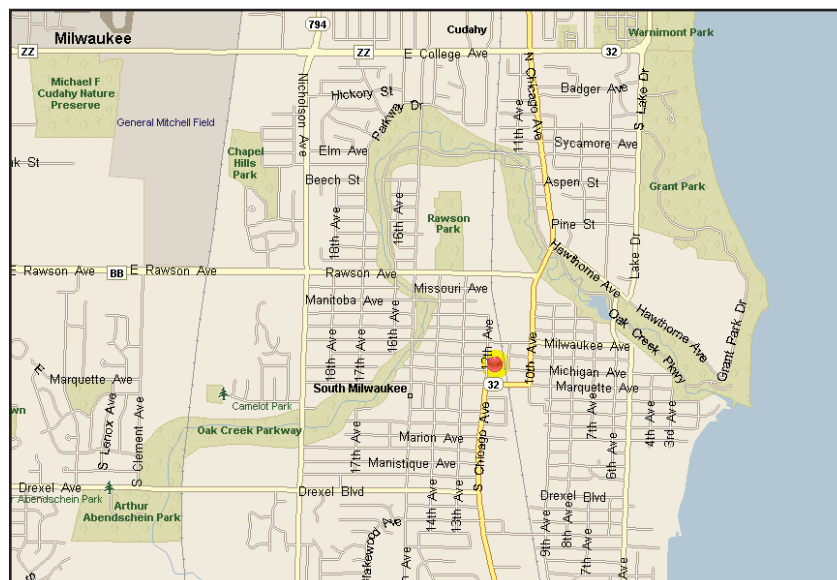 794
Cudahy
Warnimont Park
Milwaukee
ZZ
ZZ
E College Ave
32
Michael F
Cudahy Nature
Preserve
General Mitchell Field
Nicholson Ave
Hickory St
Parkway Dr
N Chicago Ave
Badger Ave
S Lake Dr
11th Ave
Sycamore Ave
Elm Ave
Chapel
Hills
Park
Beech St
Aspen St
Grant Park
ak St
Rawson
Park
16th Ave
18th Ave
Pine St
Lake Dr
Hawthorne Ave
E Rawson Ave
BB
E Rawson Ave
Rawson Ave
Missouri Ave
Manitoba Ave
Hawthorne Ave
Oak Creek Pkwy
Grant Park Dr
16th Ave
17th Ave
18th Ave
12th Ave
10th Ave
Milwaukee Ave
Michigan Ave
E
Marquette Ave
South Milwaukee
32
Marquette Ave
Camelot Park
S Lenox Ave
S Clement Ave
Oak Creek Parkway
own
7th Ave
4th Ave
3rd Ave
Marion Ave
S Chicago Ave
17th Ave
Manistique Ave
6th Ave
E Drexel Ave
Drexel Blvd
Drexel Blvd
r Abendschein Park
Arthur
Abendschein Park
14th Ave
13th Ave
9th Ave
8th Ave
7th Ave
5th Ave
S
lakewood Ave